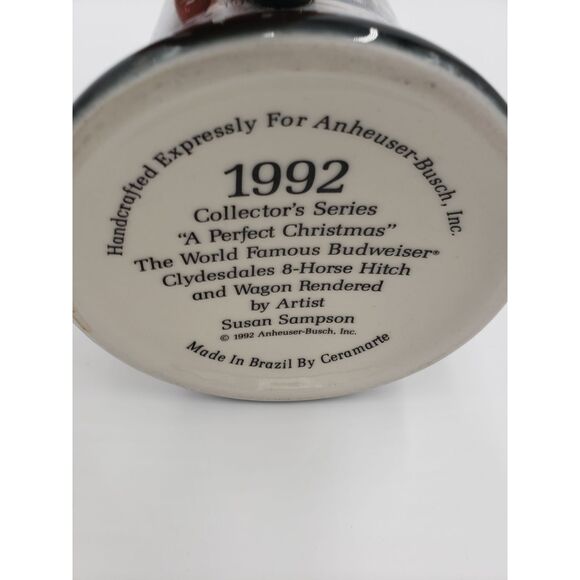 Handcrafted Expressly For Anheuser-Busch, Inc.
1992
Collector's Series
"A Perfect Christmas"
The World Famous Budweiser®
Clydesdales 8-Horse Hitch
and Wagon Rendered
by Artist
Susan Sampson
© 1992 Anheuser-Busch, Inc.
Made In Brazil By Ceramarte